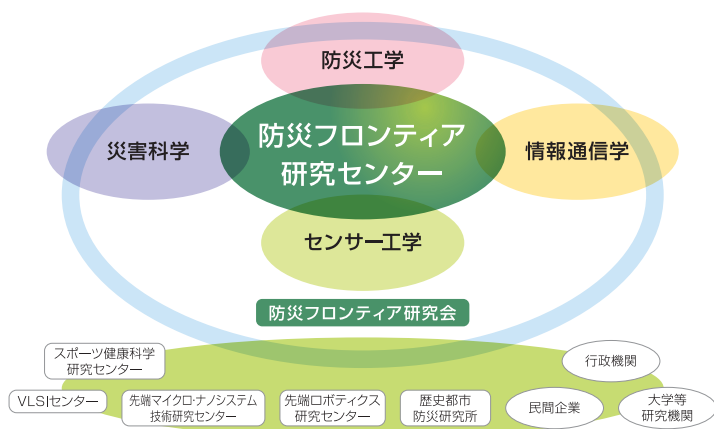 防災工学
災害科学
防災フロンティア
研究センター
情報通信学
センサー工学
防災フロンティア研究会
スポーツ健康科学
研究センター
行政機関
VLSIセンター
先端マイクロ・ナノシステム
技術研究センター
先端ロボティクス
研究センター
歴史都市
防災研究所
民間企業
大学等
研究機関